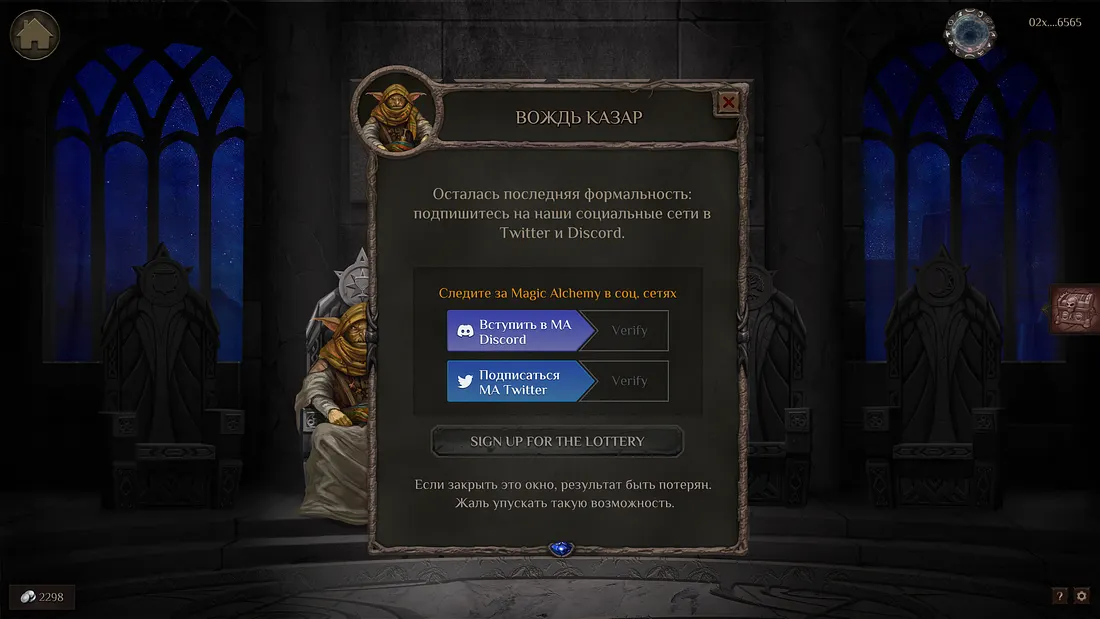 02x....6565
ВОЖДЬ КАЗАР
Осталась последняя формальность:
подпишитесь на наши социальные сети в
Twitter и Discord.
Следите за Magic Alchemy в соц. сетях
Вступить в МА
Discord
Verify
Подписаться
МА Twitter
Verify
SIGN UP FOR THE LOTTERY
Если закрыть это окно, результат быть потерян.
Жаль упускать такую возможность.
2298
?